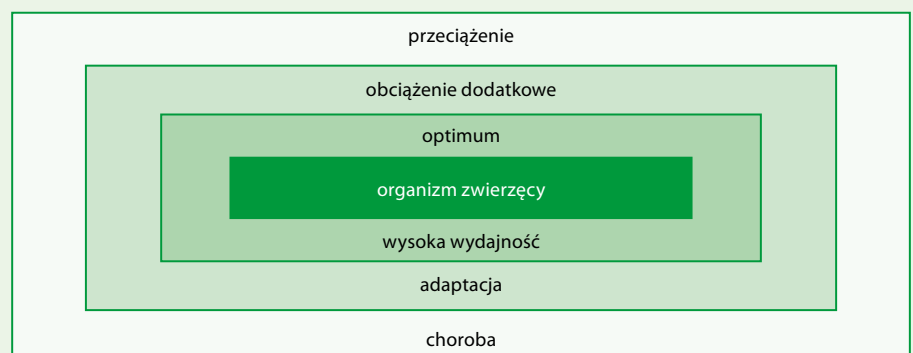 przeciążenie
obciążenie dodatkowe
optimum
organizm zwierzęcy
wysoka wydajność
adaptacja
choroba